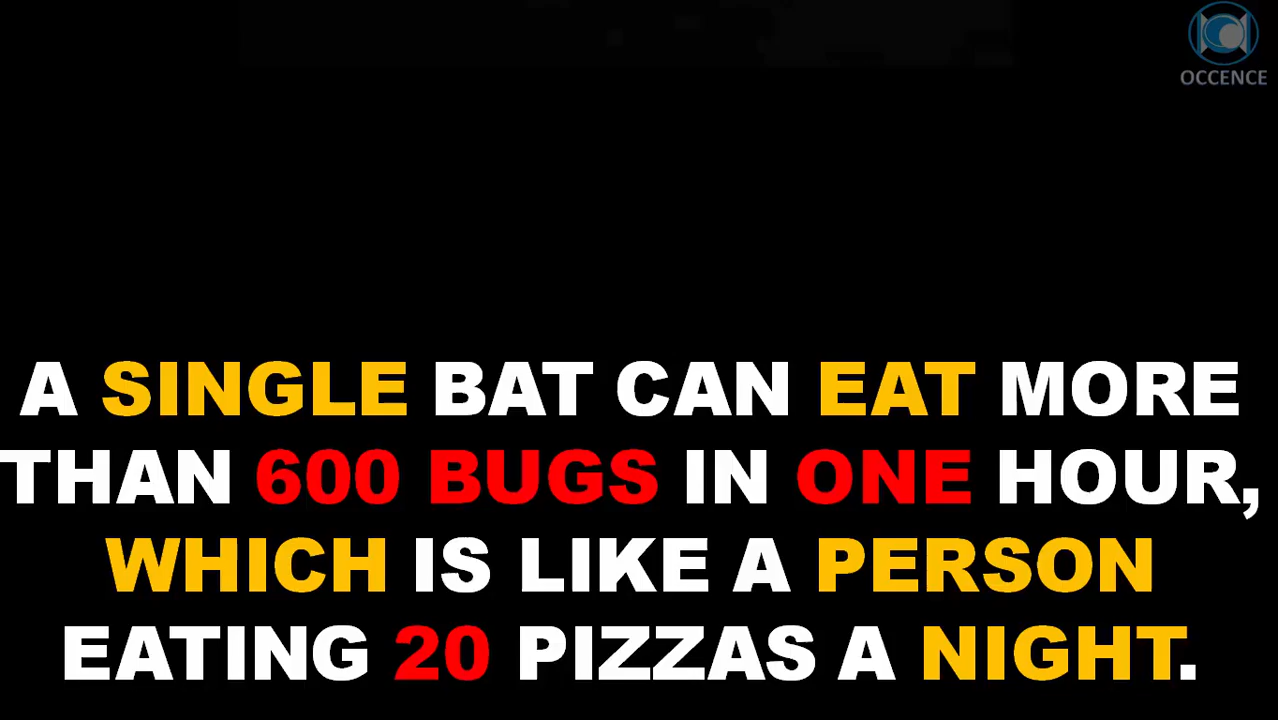 OCCENCE
A SINGLE BAT CAN EAT MORE
THAN 600 BUGS IN ONE HOUR,
WHICH IS LIKE A PERSON
EATING 20 PIZZAS A NIGHT.